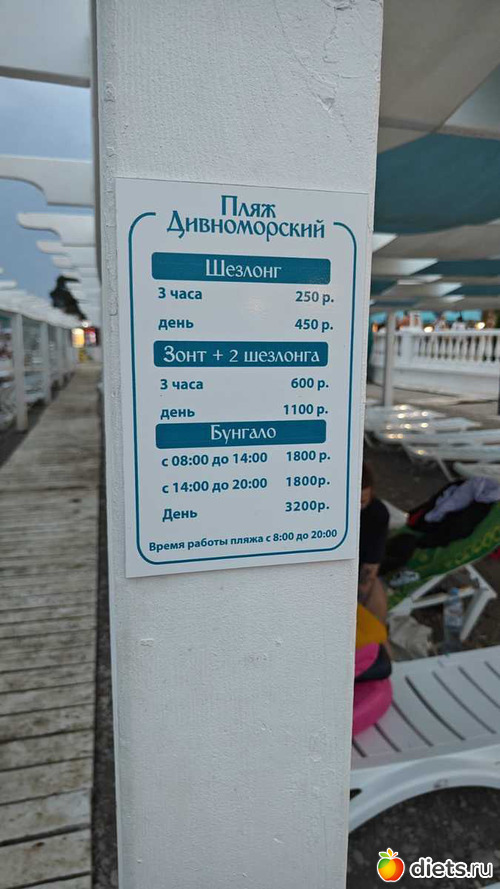 Пляж
Дивноморский
Шезлонг
3 часа 250 р.
день 450 р.
Зонт + 2 шезлонга
3 часа 600 р.
день 1100 р.
Бунгало
с 08:00 до 14:00 1800 р.
с 14:00 до 20:00 1800р.
День 3200р.
Время работы пляжа с 8:00 до 20:00
diets.ru